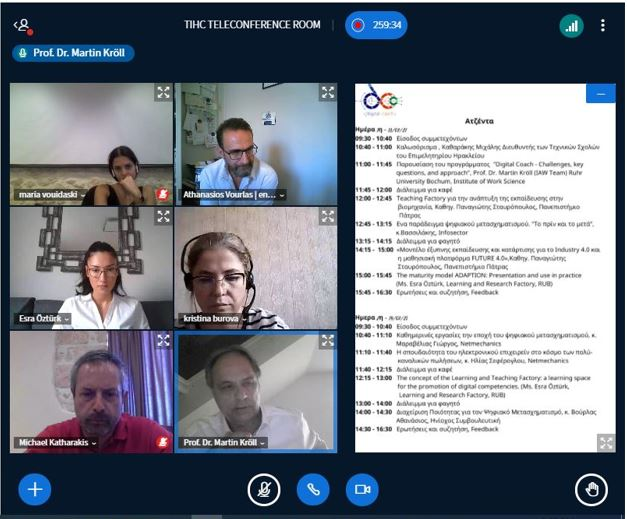 TIHC TELECONFERENCE ROOM
259:34
Prof. Dr. Martin Kröll
maria vouidaski
Athanasios Vourlas | en...
Esra Öztürk
kristina burova
Michael Katharakis
Prof. Dr. Martin Kröll
Ατζέντα
09:30 - 10:40 Είσοδος συμμετεχόντων
10:40 - 11:00 Καλωσόρισμα , Καθαράκης Μιχάλης Διευθυντής των Τεχνικών Σχολών
του Επιμελητηρίου Ηρακλείου
11:00 - 11:45 Παρουσίαση του προγράμματος "Digital Coach - Challenges, key
questions, and approach", Prof. Dr. Martin Kröll (IAW Team) Ruhr
University Bochum, Institute of Work Science
11:45 - 12:00 Διάλειμμα για καφέ
12:00 - 12:45 Teaching Factory για την ανάπτυξη της εκπαίδευσης στην
βιομηχανία, Καθηγ. Παναγιώτης Σταυρόπουλος, Πανεπιστήμιο
Πάτρας
12:45 - 13:15 Ένα παράδειγμα ψηφιακού μετασχηματισμού. "Το πρίν και το μετά".
κ.Βασσιλάκης, Infosector
13:15 - 14:15 Διάλειμμα για φαγητό
14:15 - 15:00 «Μοντέλο έξυπνης εκπαίδευσης και κατάρτισης για το Industry 4.0 και
η μαθησιακή πλατφόρμα FUTURE 4.0»,Καθηγ. Παναγιώτης
Σταυρόπουλος, Πανεπιστήμιο Πάτρας
15:00 - 15:45 The maturity model ADAPTION: Presentation and use in practice
(Ms. Esra Öztürk, Learning and Research Factory, RUB)
15:45 - 16:30 Ερωτήσεις και συζήτηση, Feedback
09:30 - 10:40 Είσοδος συμμετεχόντων
10:40 - 11:10 Καθημερινές εργασίες την εποχή του ψηφιακού μετασχηματισμού, κ.
Μαραβέλιας Γιώργος, Netmechanics
11:10 - 11:40 Η σπουδαιότητα του ηλεκτρονικού επιχειρείν στο κόσμο των πολύ-
καναλικών πωλήσεων, κ. Ηλίας Σεφέρογλου, Netmechanics
11:40 - 12:15 Διάλειμμα για καφέ
12:15 - 13:00 The concept of the Learning and Teaching Factory: a learning space
for the promotion of digital competencies. (Ms. Esra Öztürk,
Learning and Research Factory, RUB)
13:00 - 14:00 Διάλειμμα για φαγητό
14:00 - 14:30 Διαχείριση Ποιότητας για τον Ψηφιακό Μετασχηματισμό, κ. Βούρλας
Αθανάσιος, Ηνίοχος Συμβουλευτική
14:30 - 16:30 Ερωτήσεις και συζήτηση, Feedback